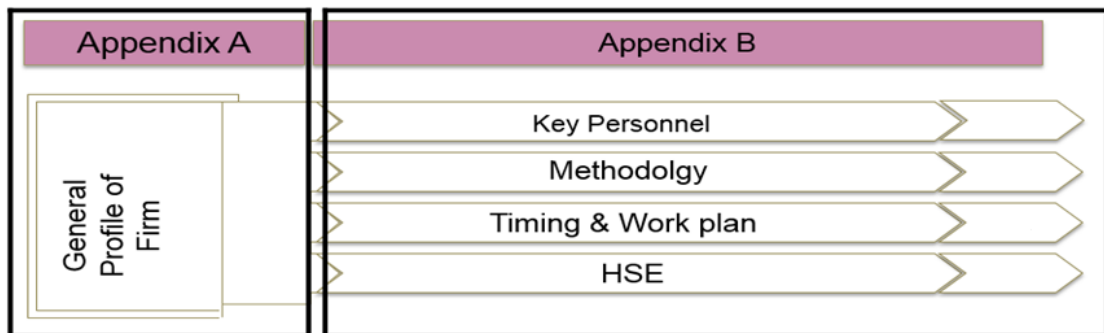 Appendix A
Appendix B
General
Profile of
Firm
Key Personnel
Methodolgy
Timing & Work plan
HSE